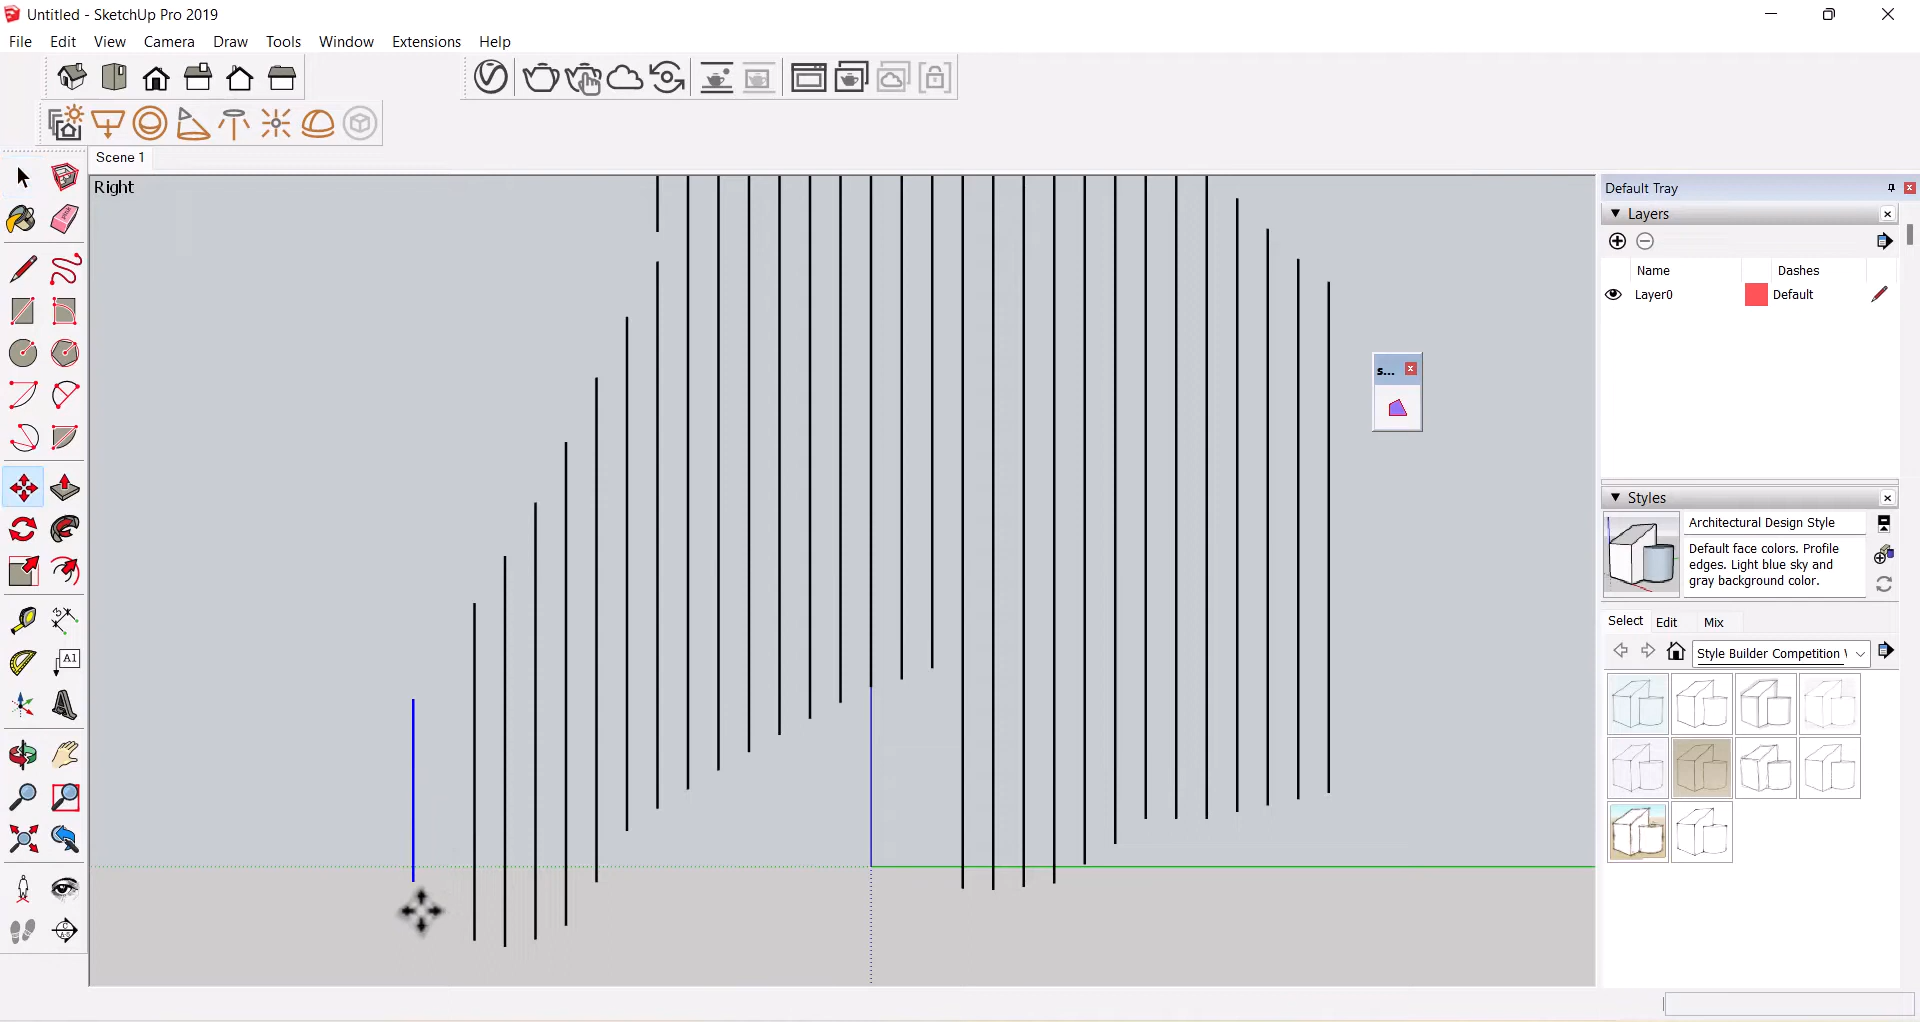 Untitled - SketchUp Pro 2019
File Edit View Camera Draw Tools Window Extensions Help
Scene 1
Right
Default Tray
Layers
Name Dashes
Layer0 Default
s...
Styles
Architectural Design Style
Default face colors. Profile
edges. Light blue sky and
gray background color.
Select Edit Mix
Style Builder Competition
A1